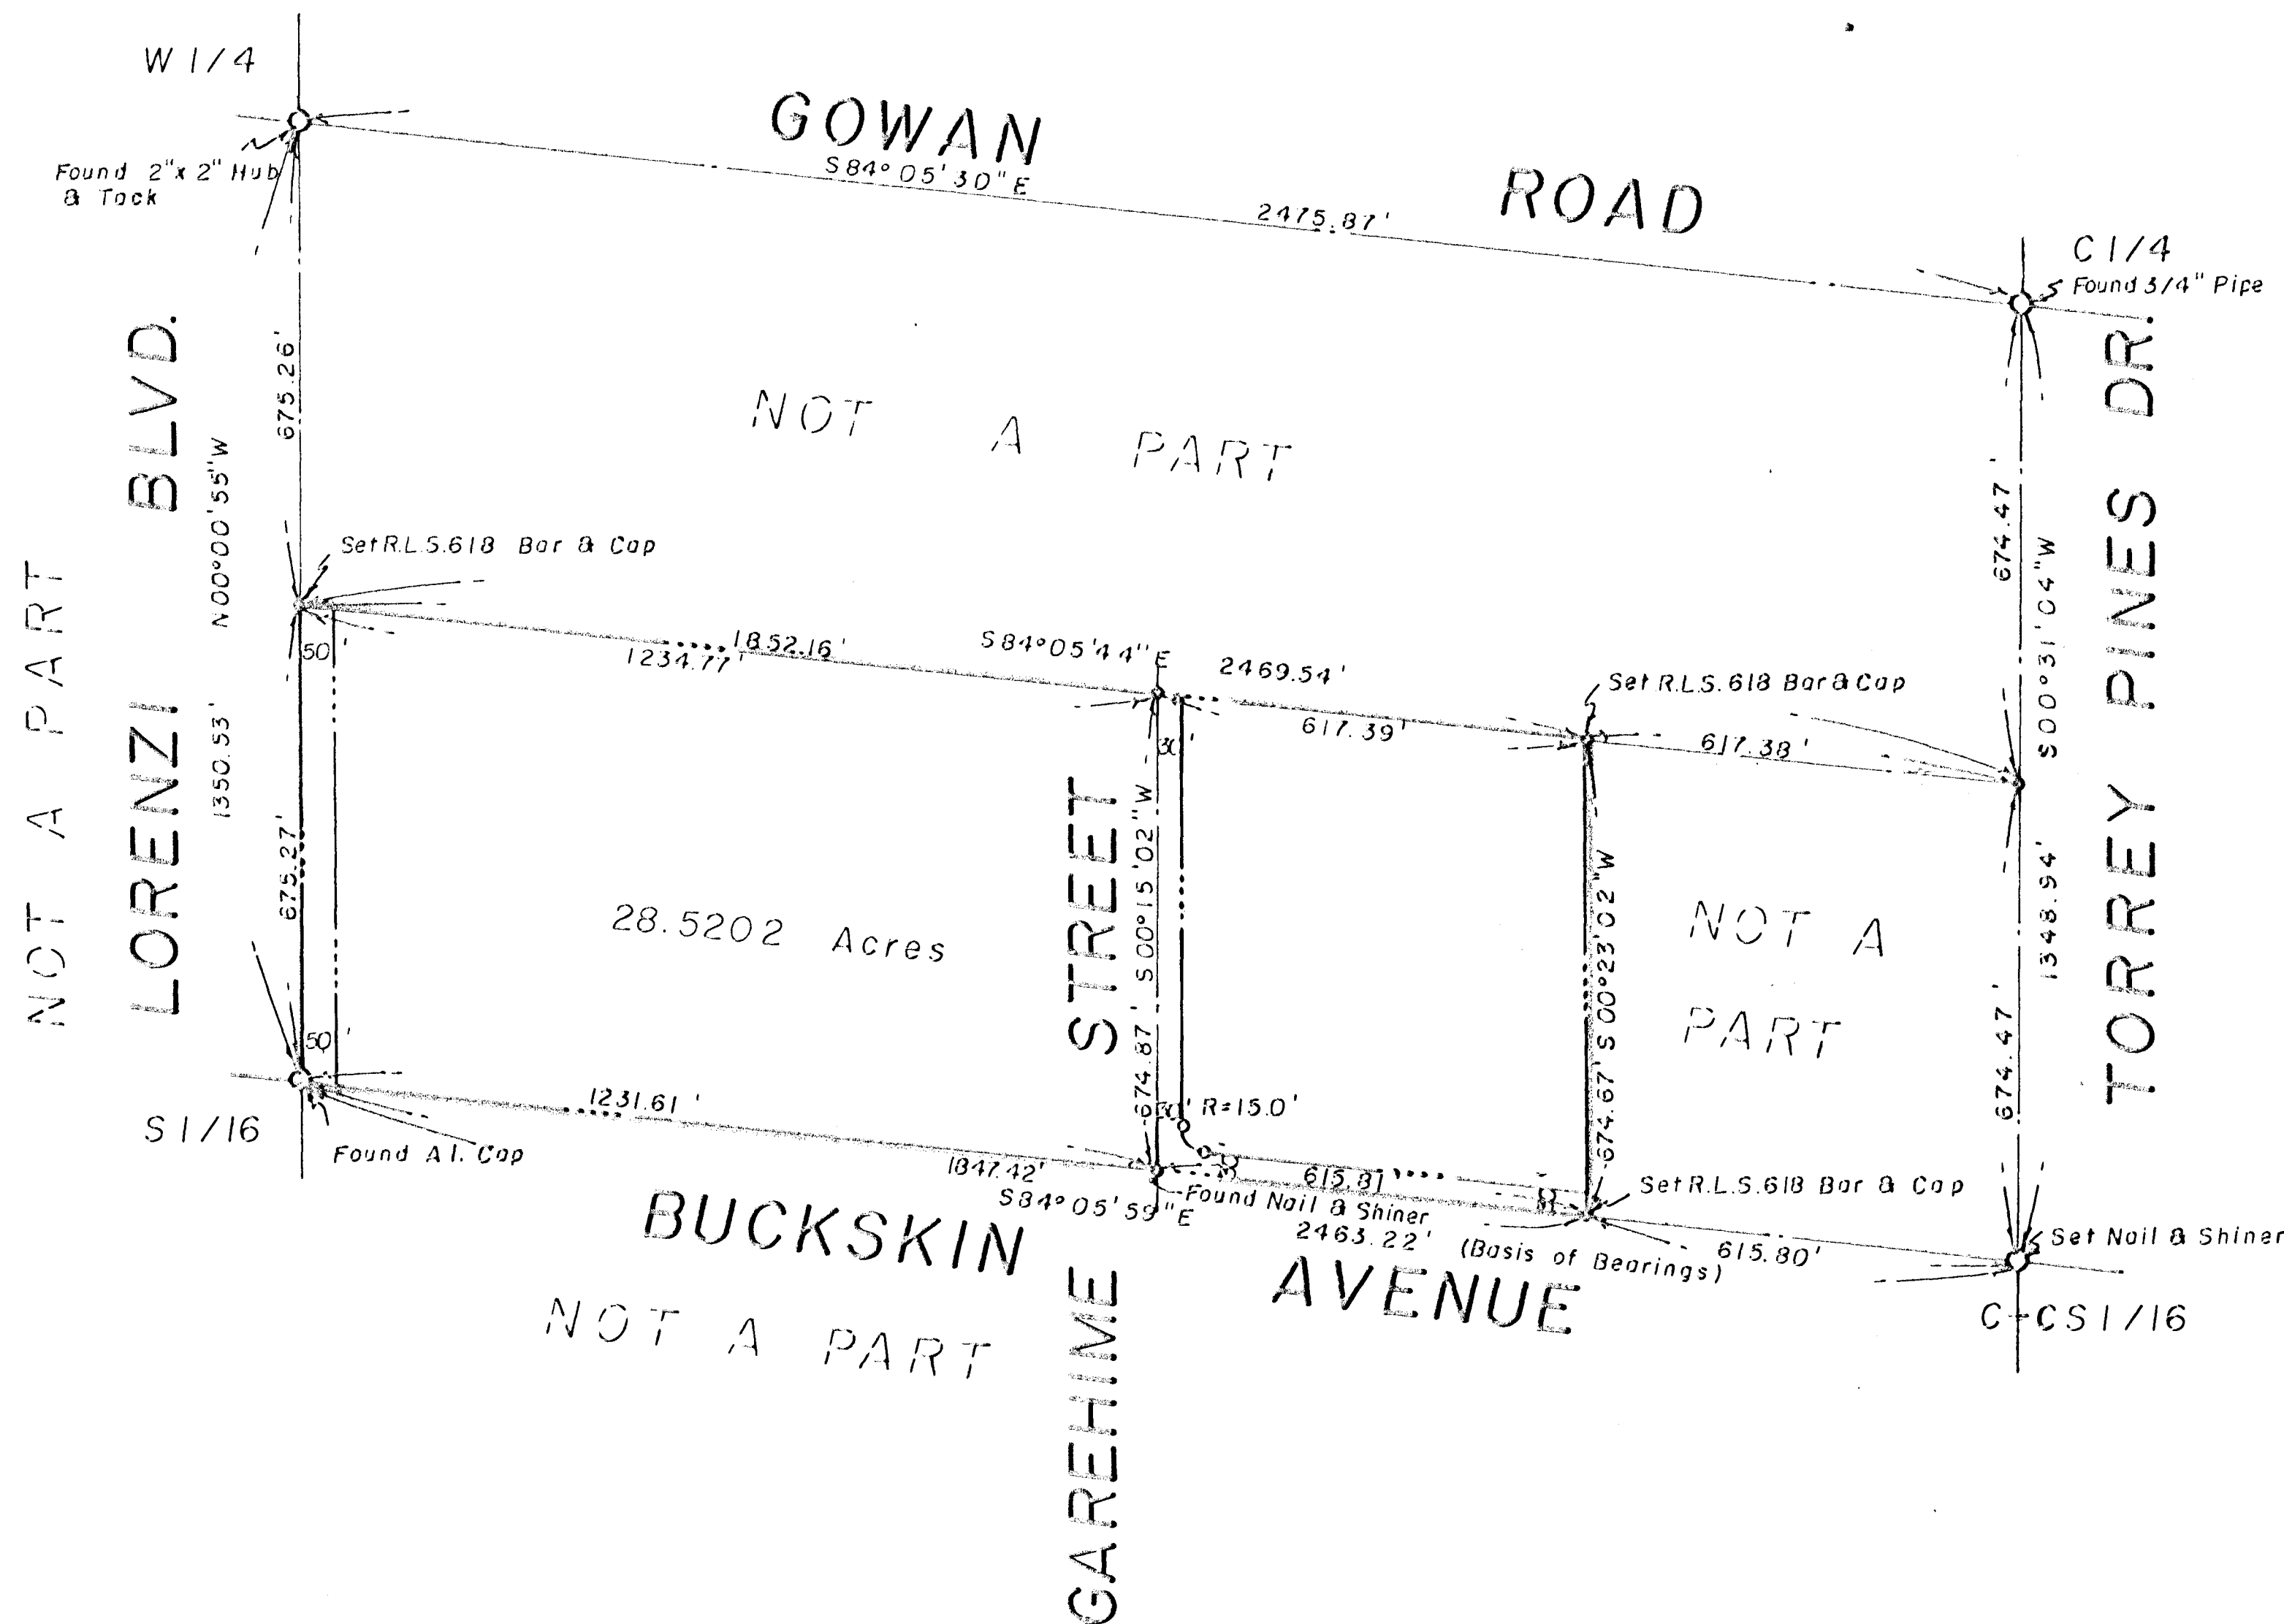 W 1/4
GOWAN
ROAD
Found 2"x 2" Hub
& Tack
S84° 05' 30" E
2475.87'
C 1/4
Found 3/4" Pipe
LORENZI BLVD.
675.26'
N00°00'55"W
1350.53'
NOT A PART
NOT A PART
TORREY PINES DR.
674.47'
S00°31'04"W
1348.94'
Set R.L.S. 618 Bar & Cap
50'
1852.16'
1234.77'
S84°05'44"E
2469.54'
617.39'
Set R.L.S. 618 Bar & Cap
617.38'
30'
675.27'
28.5202 Acres
STREET
S 00°15'02"W
674.87'
S 00°23'02"W
674.67'
NOT A
PART
674.47'
50'
S 1/16
Found Al. Cap
1231.61'
1847.42'
S84°05'59"E
R=15.0'
615.81'
Found Nail & Shiner
2463.22'
(Basis of Bearings)
Set R.L.S. 618 Bar & Cap
615.80'
Set Nail & Shiner
C-CS 1/16
BUCKSKIN
AVENUE
NOT A PART
GAREHIME